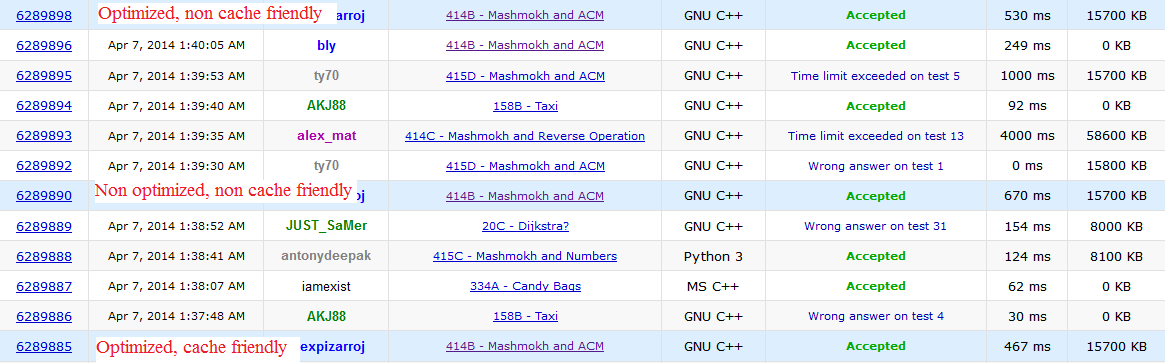 6289898 Optimized, non cache friendly arroj 414B - Mashmokh and ACM GNU C++ Accepted 530 ms 15700 KB
6289896 Apr 7, 2014 1:40:05 AM bly 414B - Mashmokh and ACM GNU C++ Accepted 249 ms 0 KB
6289895 Apr 7, 2014 1:39:53 AM ty70 415D - Mashmokh and ACM GNU C++ Time limit exceeded on test 5 1000 ms 15700 KB
6289894 Apr 7, 2014 1:39:40 AM AKJ88 158B - Taxi GNU C++ Accepted 92 ms 0 KB
6289893 Apr 7, 2014 1:39:35 AM alex_mat 414C - Mashmokh and Reverse Operation GNU C++ Time limit exceeded on test 13 4000 ms 58600 KB
6289892 Apr 7, 2014 1:39:30 AM ty70 415D - Mashmokh and ACM GNU C++ Wrong answer on test 1 0 ms 15800 KB
6289890 Non optimized, non cache friendly oj 414B - Mashmokh and ACM GNU C++ Accepted 670 ms 15700 KB
6289889 Apr 7, 2014 1:38:52 AM JUST_SaMer 20C - Dijkstra? GNU C++ Wrong answer on test 31 154 ms 8000 KB
6289888 Apr 7, 2014 1:38:41 AM antonydeepak 415C - Mashmokh and Numbers Python 3 Accepted 124 ms 8100 KB
6289887 Apr 7, 2014 1:38:07 AM iamexist 334A - Candy Bags MS C++ Accepted 62 ms 0 KB
6289886 Apr 7, 2014 1:37:48 AM AKJ88 158B - Taxi GNU C++ Wrong answer on test 4 30 ms 0 KB
6289885 Optimized, cache friendly expizarroj 414B - Mashmokh and ACM GNU C++ Accepted 467 ms 15700 KB